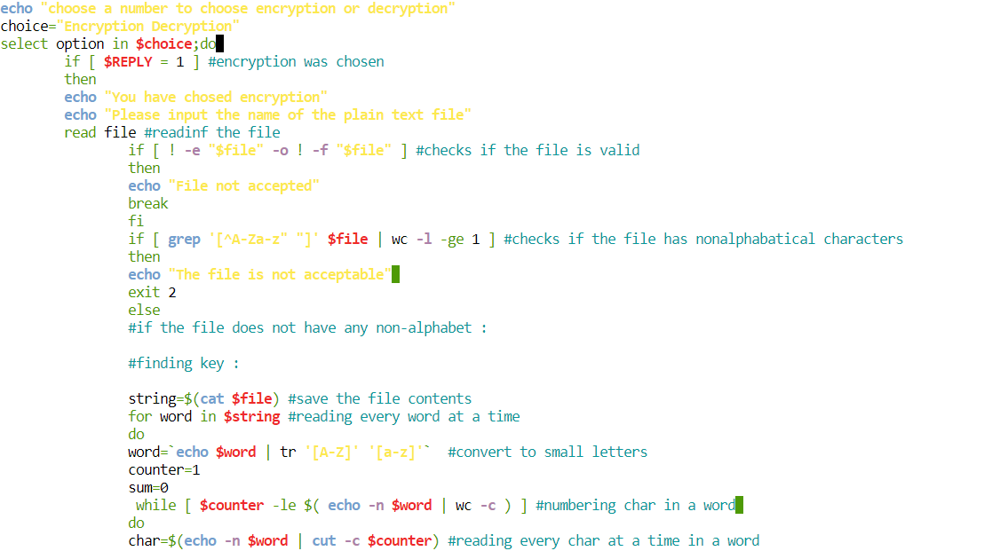 echo "choose a number to choose encryption or decryption"
choice="Encryption Decryption"
select option in $choice;do
if [ $REPLY = 1 ] #encryption was chosen
then
echo "You have chosed encryption"
echo "Please input the name of the plain text file"
read file #readinf the file
if [ ! -e "$file" -o ! -f "$file" ] #checks if the file is valid
then
echo "File not accepted"
break
fi
if [ grep '[^A-Za-z" "]' $file | wc -l -ge 1 ] #checks if the file has nonalphabatical characters
then
echo "The file is not acceptable"
exit 2
else
#if the file does not have any non-alphabet :
#finding key :
string=$(cat $file) #save the file contents
for word in $string #reading every word at a time
do
word=`echo $word | tr '[A-Z]' '[a-z]'` #convert to small letters
counter=1
sum=0
while [ $counter -le $( echo -n $word | wc -c ) ] #numbering char in a word
do
char=$(echo -n $word | cut -c $counter) #reading every char at a time in a word